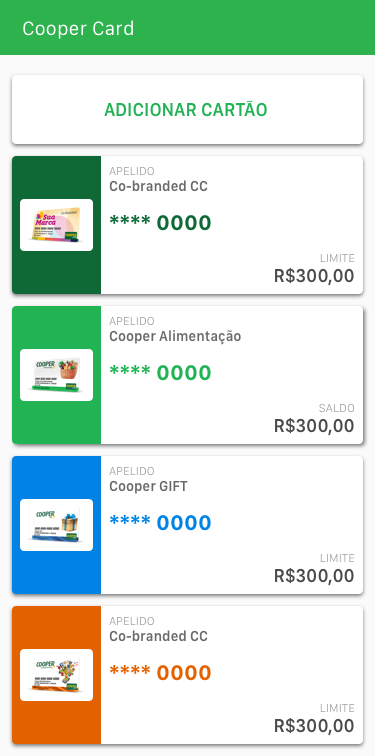 Cooper Card
ADICIONAR CARTÃO
APELIDO
Co-branded CC
Sua
Marca
**** 0000
LIMITE
R$300,00
APELIDO
Cooper Alimentação
COOPER
**** 0000
SALDO
R$300,00
APELIDO
Cooper GIFT
COOPER
**** 0000
LIMITE
R$300,00
APELIDO
Co-branded CC
COOPER
**** 0000
LIMITE
R$300,00